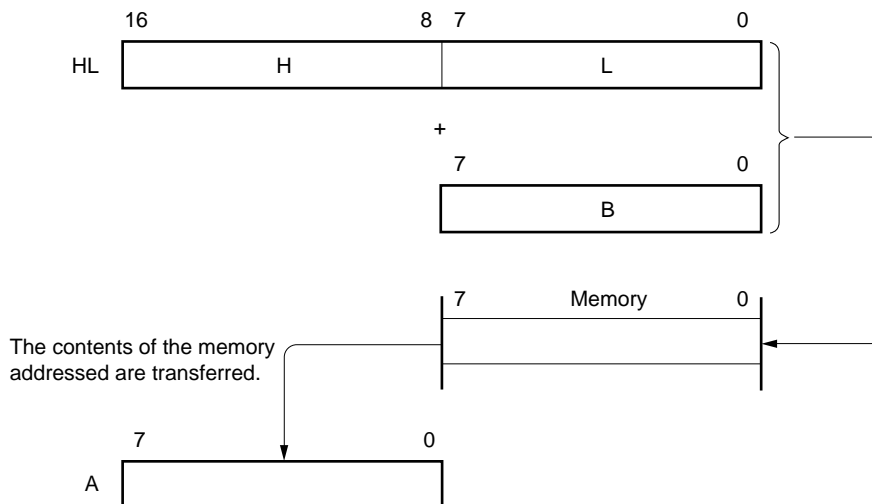 16 8 7 0
HL H L
+
7 0
B
7 Memory 0
The contents of the memory
addressed are transferred.
7 0
A